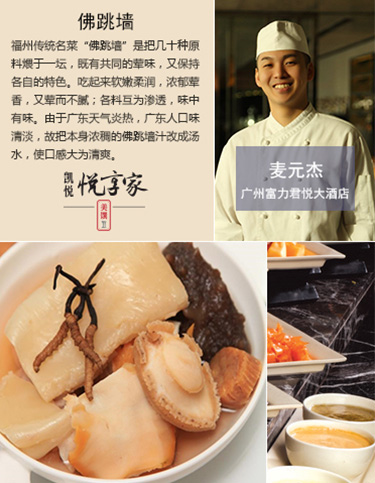 佛跳墙
福州传统名菜“佛跳墙”是把几十种原
料煨于一坛，既有共同的荤味，又保持
各自的特色。吃起来软嫩柔润，浓郁荤
香，又荤而不腻；各料互为渗透，味中
有味。由于广东天气炎热，广东人口味
清淡，故把本身浓稠的佛跳墙汁改成汤
水，使口感大为清爽。
凯悦
悦享家
美馔
麦元杰
广州富力君悦大酒店